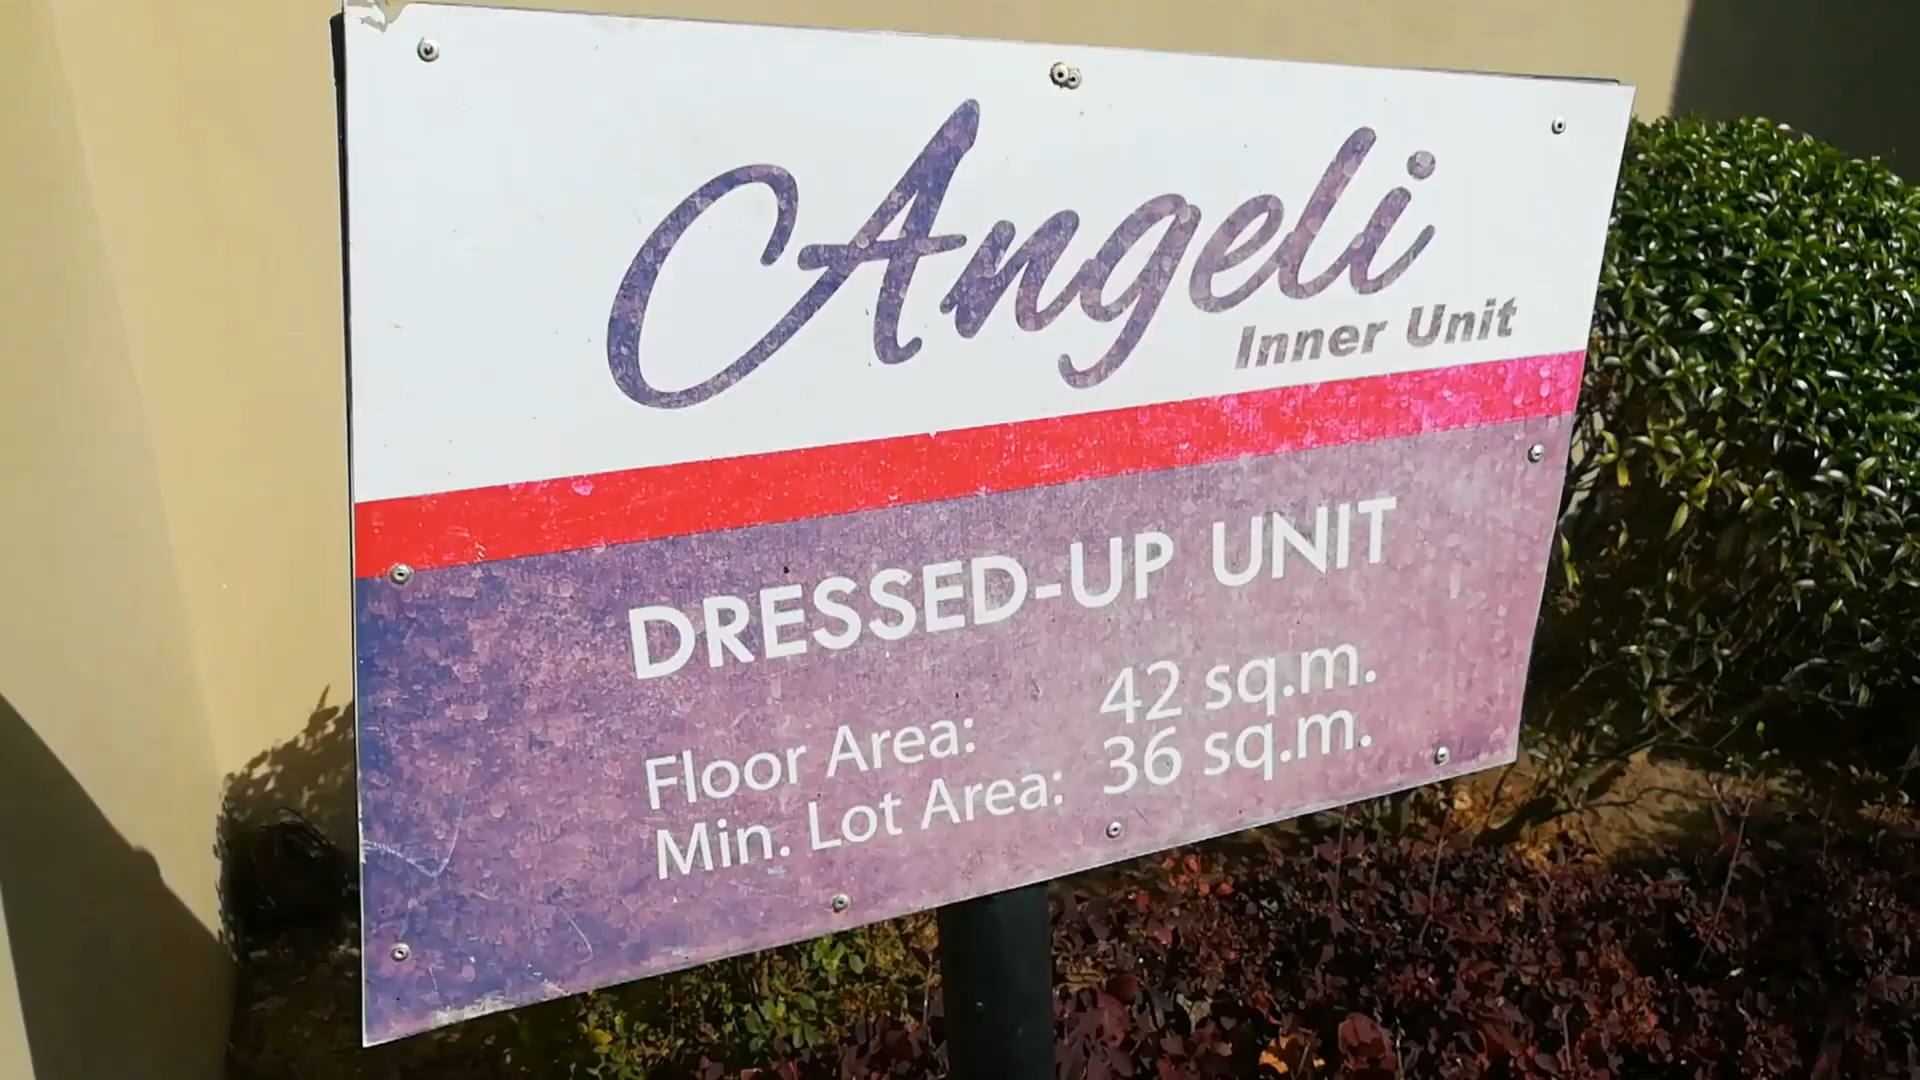 Angeli
Inner Unit
DRESSED-UP UNIT
Floor Area: 42 sq.m.
Min. Lot Area: 36 sq.m.